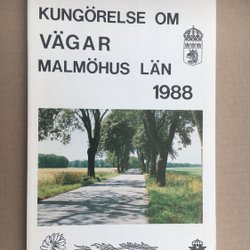 KUNGÖRELSE OM
VÄGAR
MALMÖHUS LÄN
1988